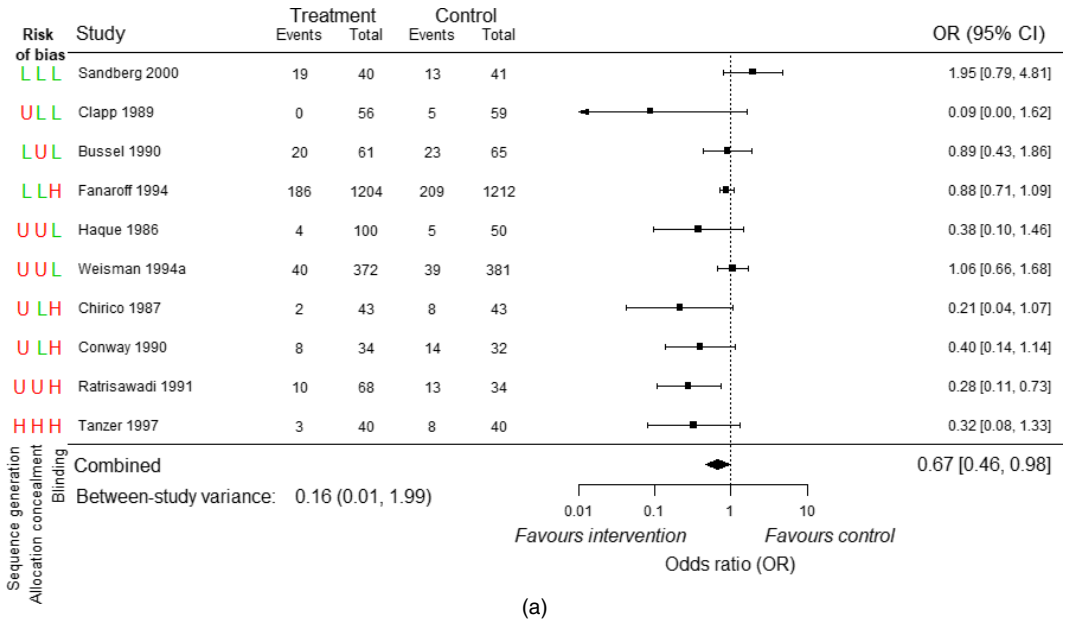 Treatment Control
Risk of bias Study Events Total Events Total OR (95% CI)
L L L Sandberg 2000 19 40 13 41 1.95 [0.79, 4.81]
U L L Clapp 1989 0 56 5 59 0.09 [0.00, 1.62]
L U L Bussel 1990 20 61 23 65 0.89 [0.43, 1.86]
L L H Fanaroff 1994 186 1204 209 1212 0.88 [0.71, 1.09]
U U L Haque 1986 4 100 5 50 0.38 [0.10, 1.46]
U U L Weisman 1994a 40 372 39 381 1.06 [0.66, 1.68]
U L H Chirico 1987 2 43 8 43 0.21 [0.04, 1.07]
U L H Conway 1990 8 34 14 32 0.40 [0.14, 1.14]
U U H Ratrisawadi 1991 10 68 13 34 0.28 [0.11, 0.73]
H H H Tanzer 1997 3 40 8 40 0.32 [0.08, 1.33]
Sequence generation
Allocation concealment
Blinding
Combined 0.67 [0.46, 0.98]
Between-study variance: 0.16 (0.01, 1.99)
0.01 0.1 1 10
Favours intervention Favours control
Odds ratio (OR)
(a)